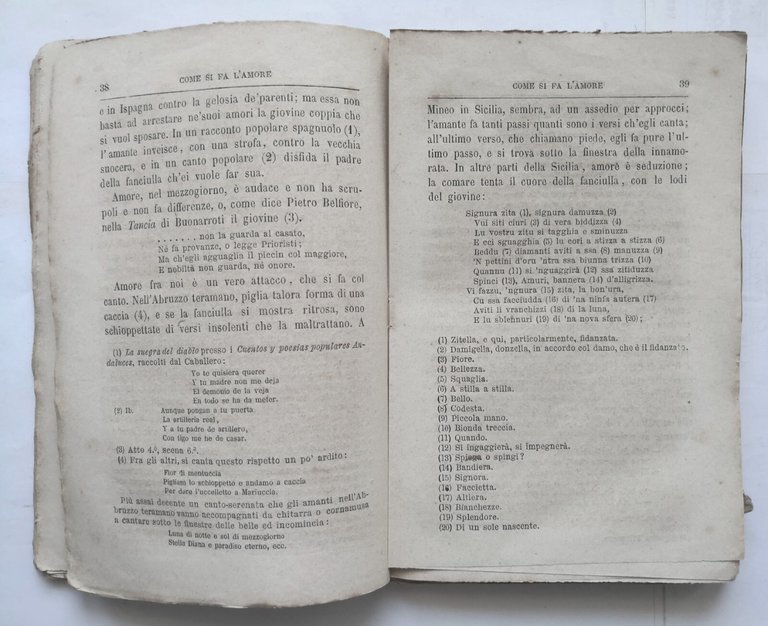 38
COME SI FA L'AMORE
e in Ispagna contro la gelosia de'parenti; ma essa non
basta ad arrestare ne'suoi amori la giovine coppia che
si vuol sposare. In un racconto popolare spagnuolo (1),
l'amante inveisce, con una strofa, contro la vecchia
suocera, e in un canto popolare (2) disfida il padre
della fanciulla ch'ei vuole far sua.
Amore, nel mezzogiorno, è audace e non ha scru-
poli e non fa differenze, o, come dice Pietro Belfiore,
nella Tancia di Buonarroti il giovine (3).
. . . . . . . non la guarda al casato,
Nè fa provanze, o legge Prioristi;
Ma ch'egli agguaglia il piccin col maggiore,
E nobiltà non guarda, nè onore.
Amore fra noi è un vero attacco, che si fa col
canto. Nell'Abruzzo teramano, piglia talora forma di una
caccia (4), e se la fanciulla si mostra ritrosa, sono
schioppettate di versi insolenti che la maltrattano. A
(1) La suegra del diablo presso i Cuentos y poesias populares An-
daluces, raccolti dal Caballero:
Yo te quisiera querer
Y tu madre non me deja
El demonio de la veja
En todo se ha da meter.
(2) Ib. Aunque pongan a tu puerta
La artilleria real,
Y a tu padre de artillero,
Con tigo me he de casar.
(3) Atto 4.º, scena 6.ª
(4) Fra gli altri, si canta questo rispetto un po' ardito:
Fior di mentuccia
Pigliam lo schioppetto e andamo a caccia
Per dare l'uccelletto a Mariuccia.
Più assai decente un canto-serenata che gli amanti nell'Ab-
bruzzo teramano vanno accompagnati da chitarra o cornamusa
a cantare sotto le finestre delle belle ed incomincia:
Luna di notte e sol di mezzogiorno
Stella Diana e paradiso eterno, ecc.
COME SI FA L'AMORE
39
Mineo in Sicilia, sembra, ad un assedio per approcci;
l'amante fa tanti passi quanti sono i versi ch'egli canta;
all'ultimo verso, che chiamano piede, egli fa pure l'ul-
timo passo, e si trova sotto la finestra della innamo-
rata. In altre parti della Sicilia, amore è seduzione;
la comare tenta il cuore della fanciulla, con le lodi
del giovine:
Signura zita (1), signura damuzza (2)
Vui siti ciuri (3) di vera biddizza (4)
Lu vostru zitu si tagghia e sminuzza
E cci sguagghia (5) lu cori a stizza a stizza (6)
Beddu (7) diamanti aviti a ssa (8) manuzza (9)
'N pettini d'oru 'ntra ssa biunna trizza (10)
Quannu (11) si 'nguaggirà (12) ssa zitidduzza
Spinci (13), Amuri, bannera (14) d'alligrizza.
Vi fazzu, 'ngnura (15) zita, la bon'ura,
Cu ssa facciudda (16) di 'na ninfa autera (17)
Aviti li vranchizzi (18) di la luna,
E lu sblefinuri (19) di 'na nova sfera (20);
(1) Zitella, e qui, particolarmente, fidanzata.
(2) Damigella, donzella, in accordo col damo, che è il fidanzato.
(3) Fiore.
(4) Bellezza.
(5) Squaglia.
(6) A stilla a stilla.
(7) Bello.
(8) Codesta.
(9) Piccola mano.
(10) Bionda treccia.
(11) Quando.
(12) Si ingaggierà, si impegnerà.
(13) Spiega o spingi?
(14) Bandiera.
(15) Signora.
(16) Faccietta.
(17) Altiera.
(18) Bianchezze.
(19) Splendore.
(20) Di un sole nascente.